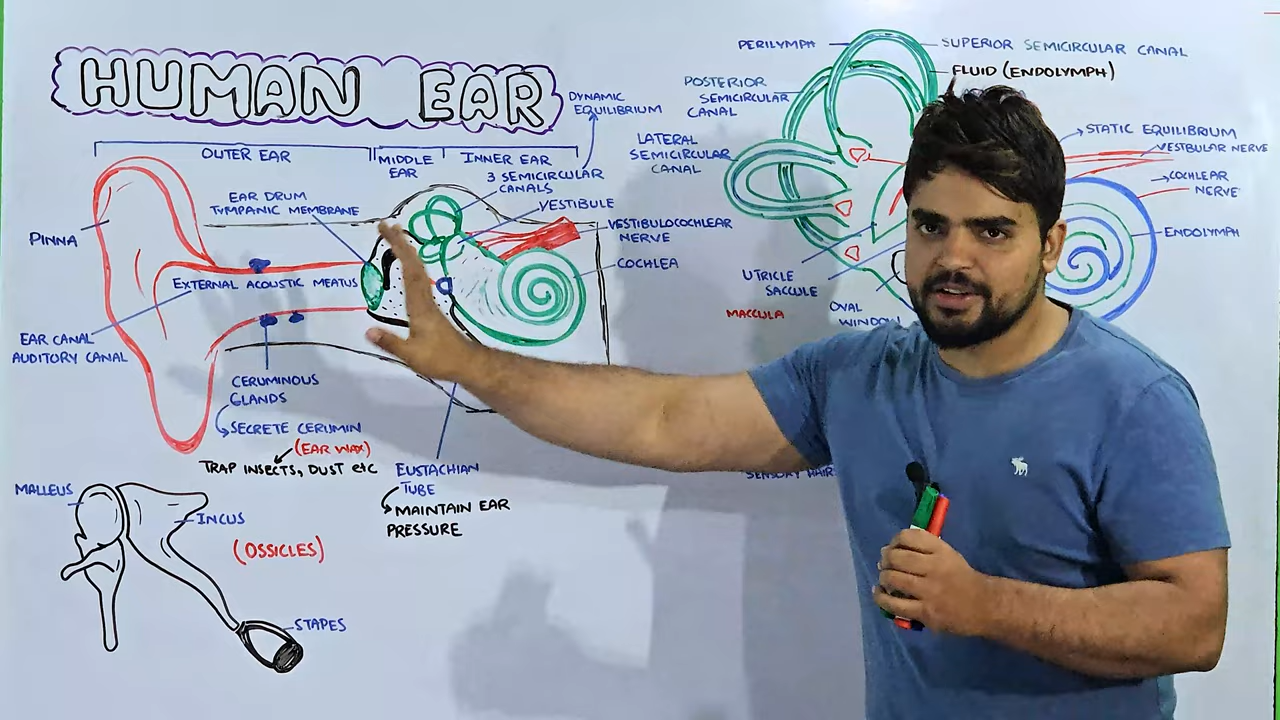 HUMAN EAR
OUTER EAR
MIDDLE
EAR
INNER EAR
DYNAMIC
EQUILIBRIUM
3 SEMICIRCULAR
CANALS
VESTIBULE
VESTIBULOCOCHLEAR
NERVE
COCHLEA
EAR DRUM
TYMPANIC MEMBRANE
PINNA
EXTERNAL ACOUSTIC MEATUS
EAR CANAL
AUDITORY CANAL
CERUMINOUS
GLANDS
SECRETE CERUMIN
(EAR WAX)
TRAP INSECTS, DUST etc
EUSTACHIAN
TUBE
MAINTAIN EAR
PRESSURE
MALLEUS
INCUS
(OSSICLES)
STAPES
PERILYMPH
SUPERIOR SEMICIRCULAR CANAL
FLUID (ENDOLYMPH)
POSTERIOR
SEMICIRCULAR
CANAL
LATERAL
SEMICIRCULAR
CANAL
STATIC EQUILIBRIUM
VESTBULAR NERVE
COCHLEAR
NERVE
ENDOLYMPH
UTRICLE
SACCULE
MACCULA
OVAL
WINDOW
SENSORY HAIR